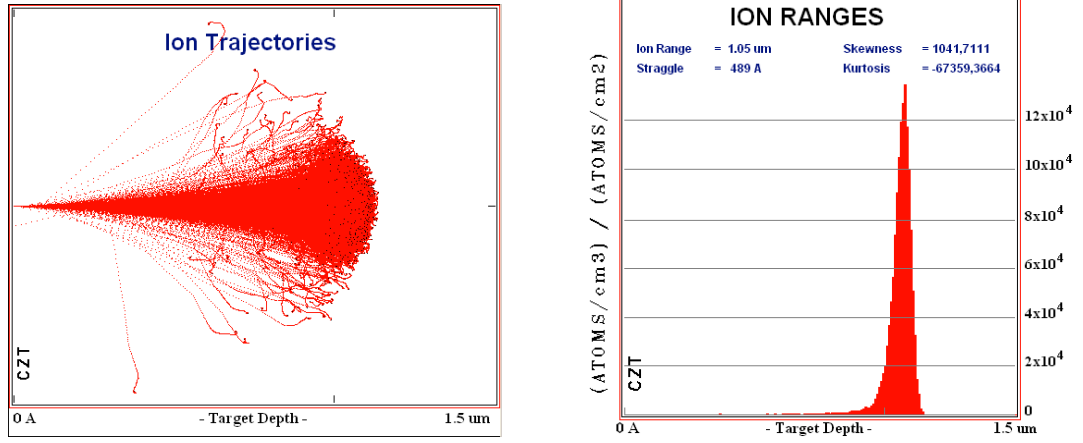 Ion Trajectories
CZT
0 A - Target Depth - 1.5 um
ION RANGES
Ion Range = 1.05 um Skewness = 1041,7111
Straggle = 489 A Kurtosis = -67359,3664
(ATOMS/cm3) / (ATOMS/cm2)
12x10⁴
10x10⁴
8x10⁴
6x10⁴
4x10⁴
2x10⁴
0
CZT
0 A - Target Depth - 1.5 um